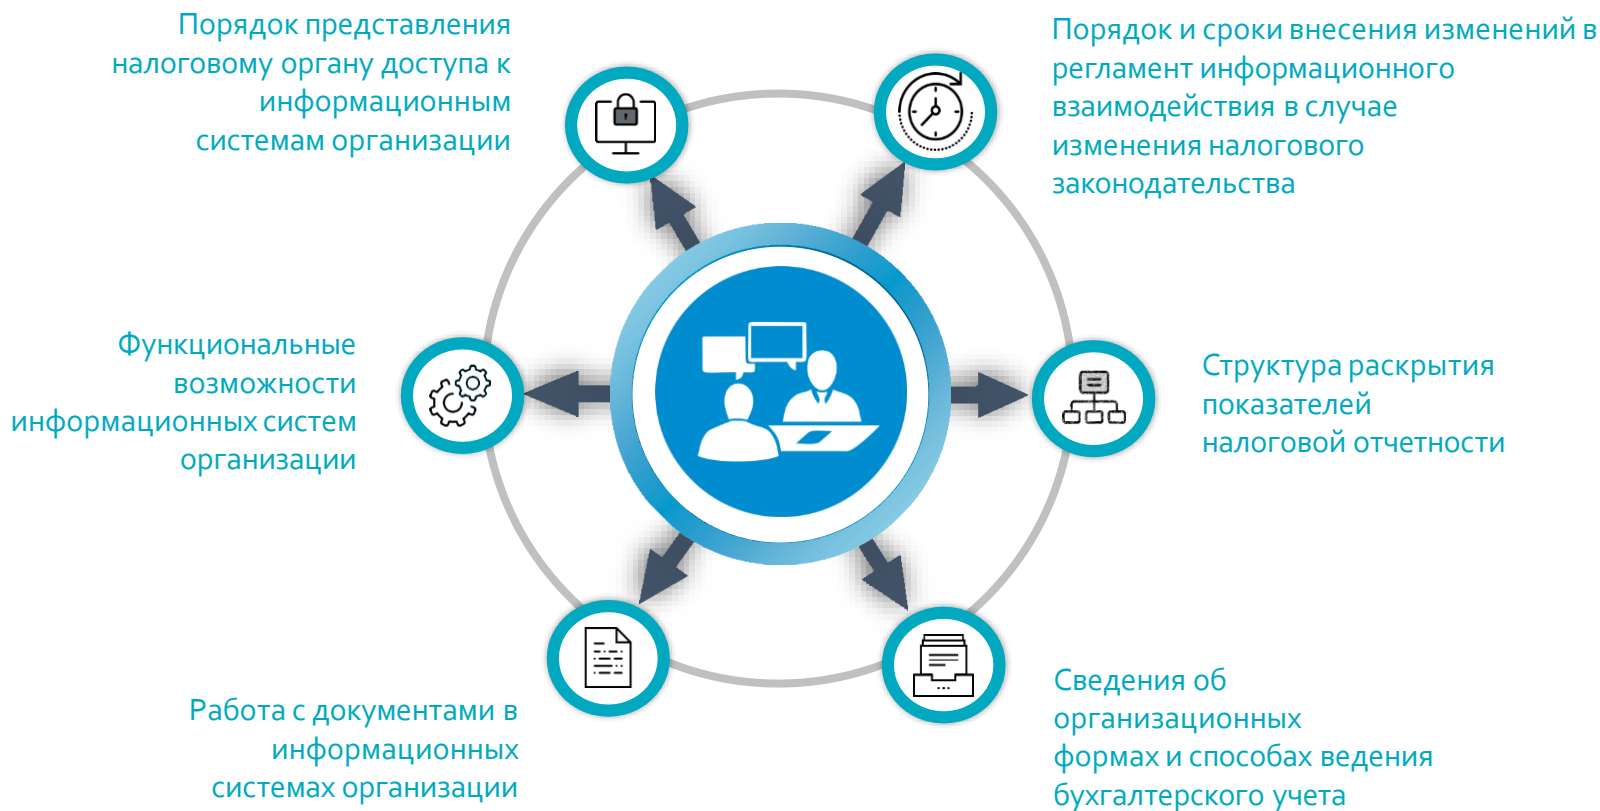 Порядок представления
налоговому органу доступа к
информационным
системам организации
Порядок и сроки внесения изменений в
регламент информационного
взаимодействия в случае
изменения налогового
законодательства
Функциональные
возможности
информационных систем
организации
Структура раскрытия
показателей
налоговой отчетности
Работа с документами в
информационных
системах организации
Сведения об
организационных
формах и способах ведения
бухгалтерского учета